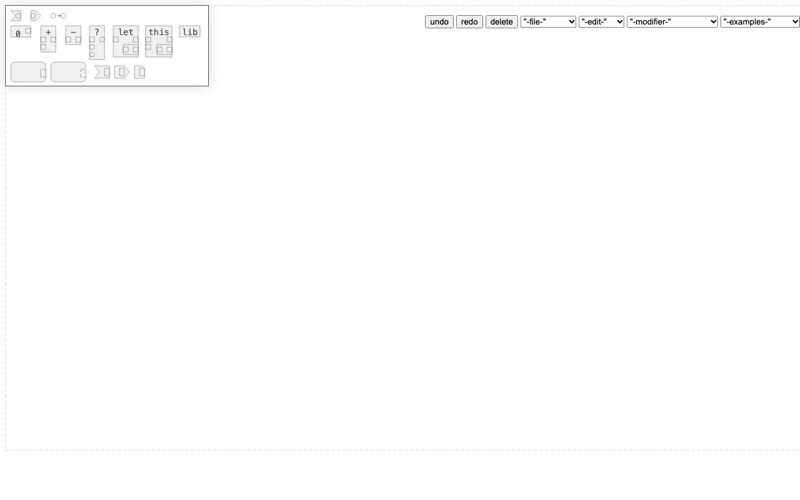 undo redo delete "-file-" "-edit-" "-modifier-" "-examples-"
0 + - ? let this lib